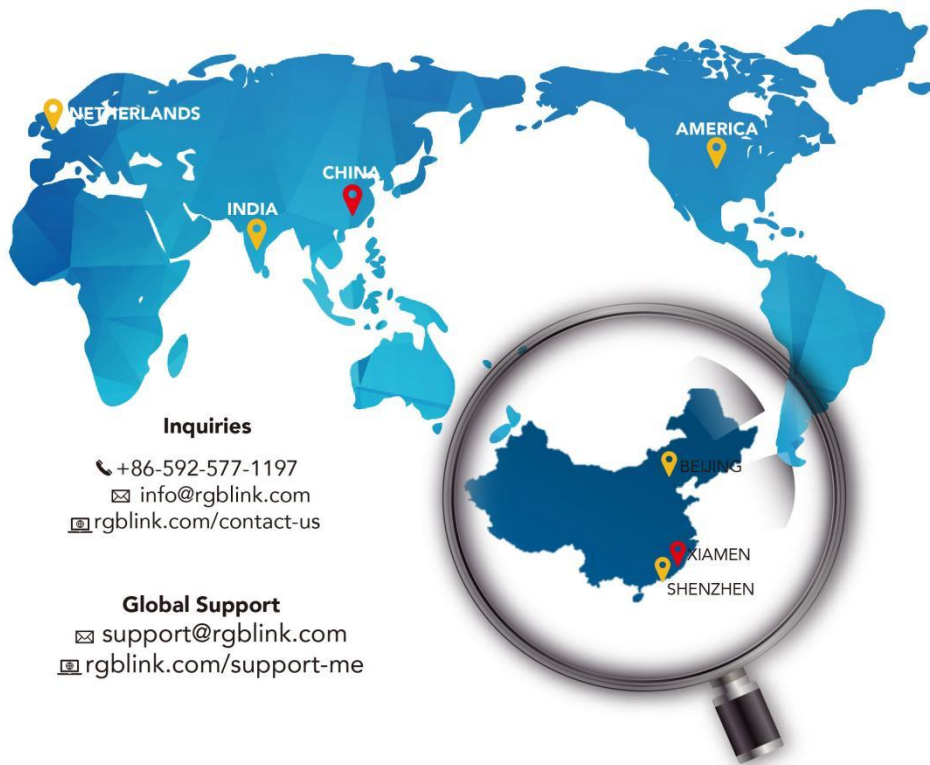 NETHERLANDS
AMERICA
CHINA
INDIA
Inquiries
+86-592-577-1197
info@rgblink.com
rgblink.com/contact-us
BEIJING
XIAMEN
SHENZHEN
Global Support
support@rgblink.com
rgblink.com/support-me